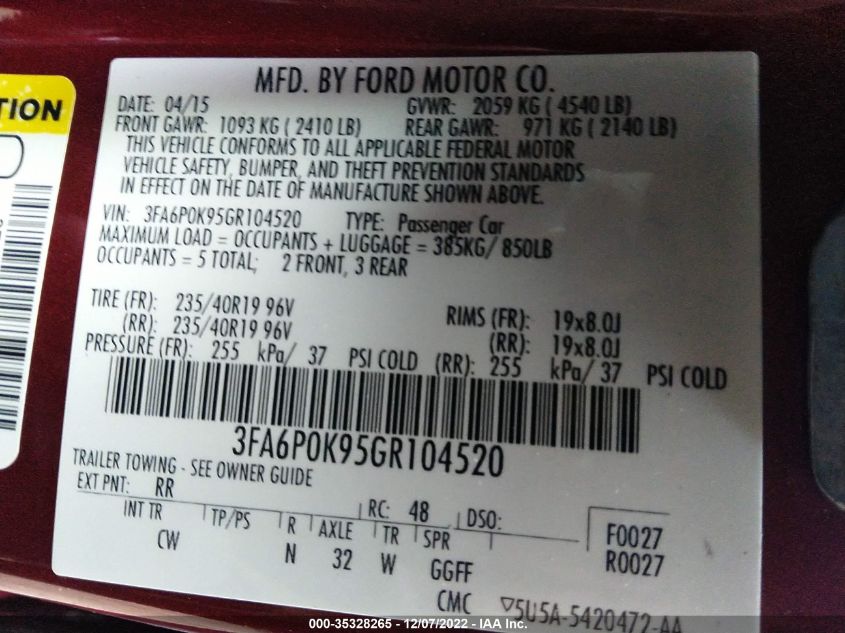 TION
MFD. BY FORD MOTOR CO.
DATE: 04/15 GVWR: 2059 KG ( 4540 LB)
FRONT GAWR: 1093 KG ( 2410 LB) REAR GAWR: 971 KG ( 2140 LB)
THIS VEHICLE CONFORMS TO ALL APPLICABLE FEDERAL MOTOR
VEHICLE SAFETY, BUMPER, AND THEFT PREVENTION STANDARDS
IN EFFECT ON THE DATE OF MANUFACTURE SHOWN ABOVE.
VIN: 3FA6P0K95GR104520 TYPE: Passenger Car
MAXIMUM LOAD = OCCUPANTS + LUGGAGE = 385KG/ 850LB
OCCUPANTS = 5 TOTAL; 2 FRONT, 3 REAR
TIRE (FR): 235/40R19 96V RIMS (FR): 19x8.0J
(RR): 235/40R19 96V (RR): 19x8.0J
PRESSURE (FR): 255 kPa/ 37 PSI COLD (RR): 255 kPa/ 37 PSI COLD
3FA6P0K95GR104520
TRAILER TOWING - SEE OWNER GUIDE
EXT PNT: RR RC: 48 DSO:
INT TR TP/PS R AXLE TR SPR F0027
CW N 32 W GGFF R0027
CMC ▽5U5A-5420472-AA
000-35328265 - 12/07/2022 - IAA Inc.